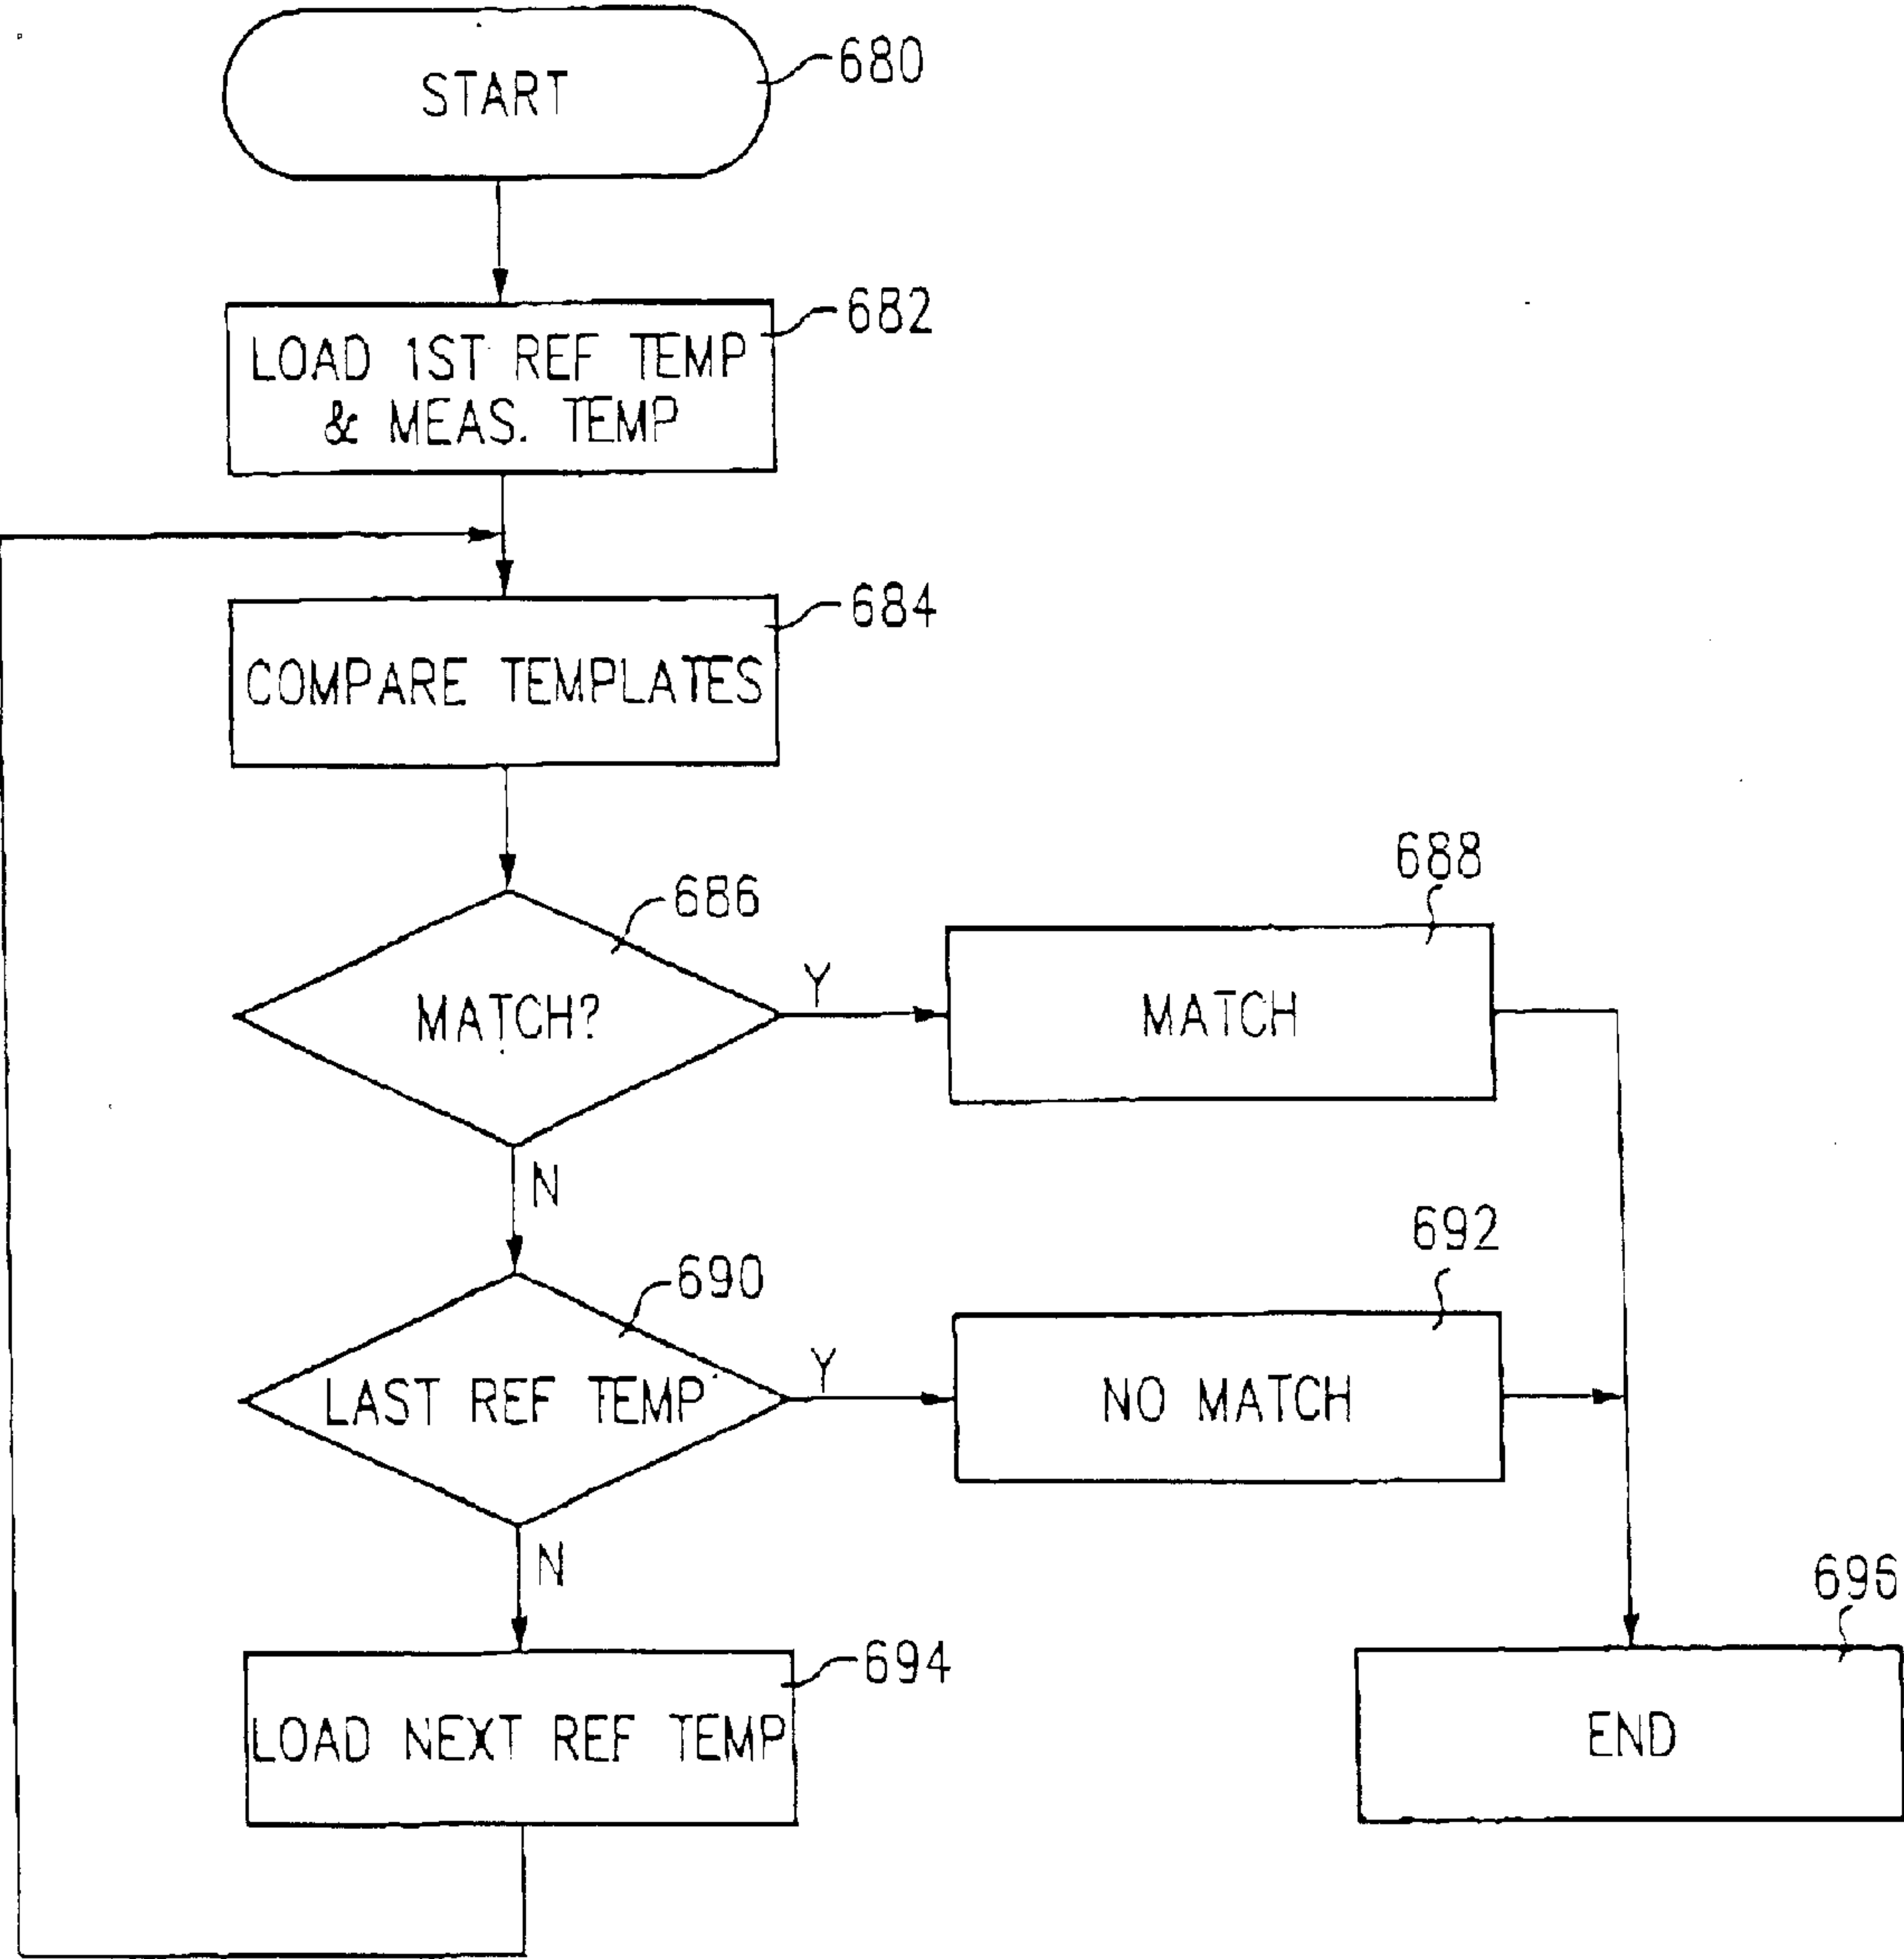 START
680
LOAD 1ST REF TEMP
& MEAS. TEMP
682
COMPARE TEMPLATES
684
MATCH?
686
Y
MATCH
688
N
LAST REF TEMP
690
Y
NO MATCH
692
N
LOAD NEXT REF TEMP
694
END
696